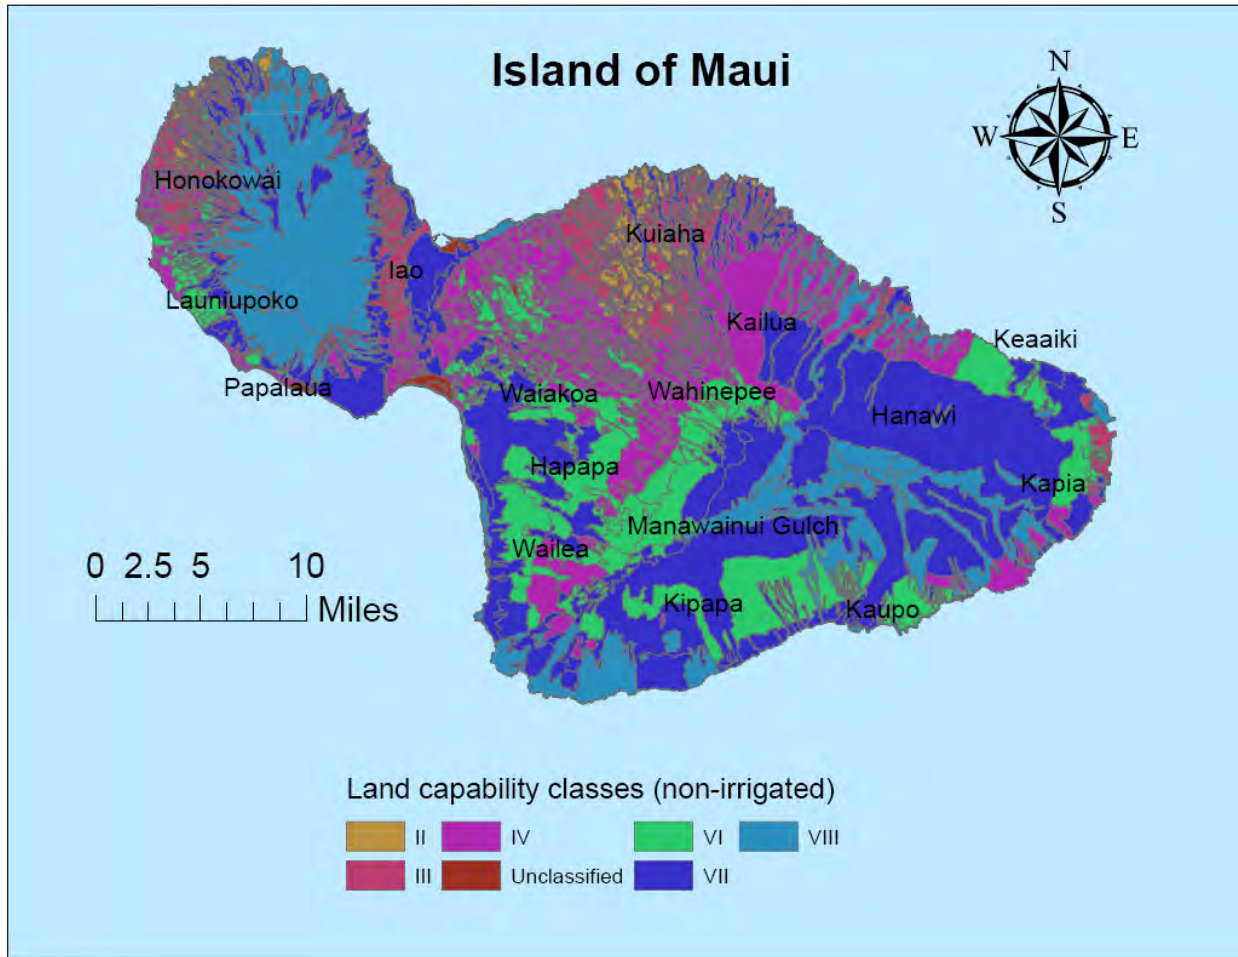 Island of Maui
N
W
E
S
Honokowai
Kuiaha
Iao
Launiupoko
Kailua
Keaaiki
Papalaua
Waiakoa
Wahinepee
Hanawi
Hapapa
Kapia
Manawainui Gulch
Wailea
0 2.5 5 10
Miles
Kipapa
Kaupo
Land capability classes (non-irrigated)
II IV VI VIII
III Unclassified VII